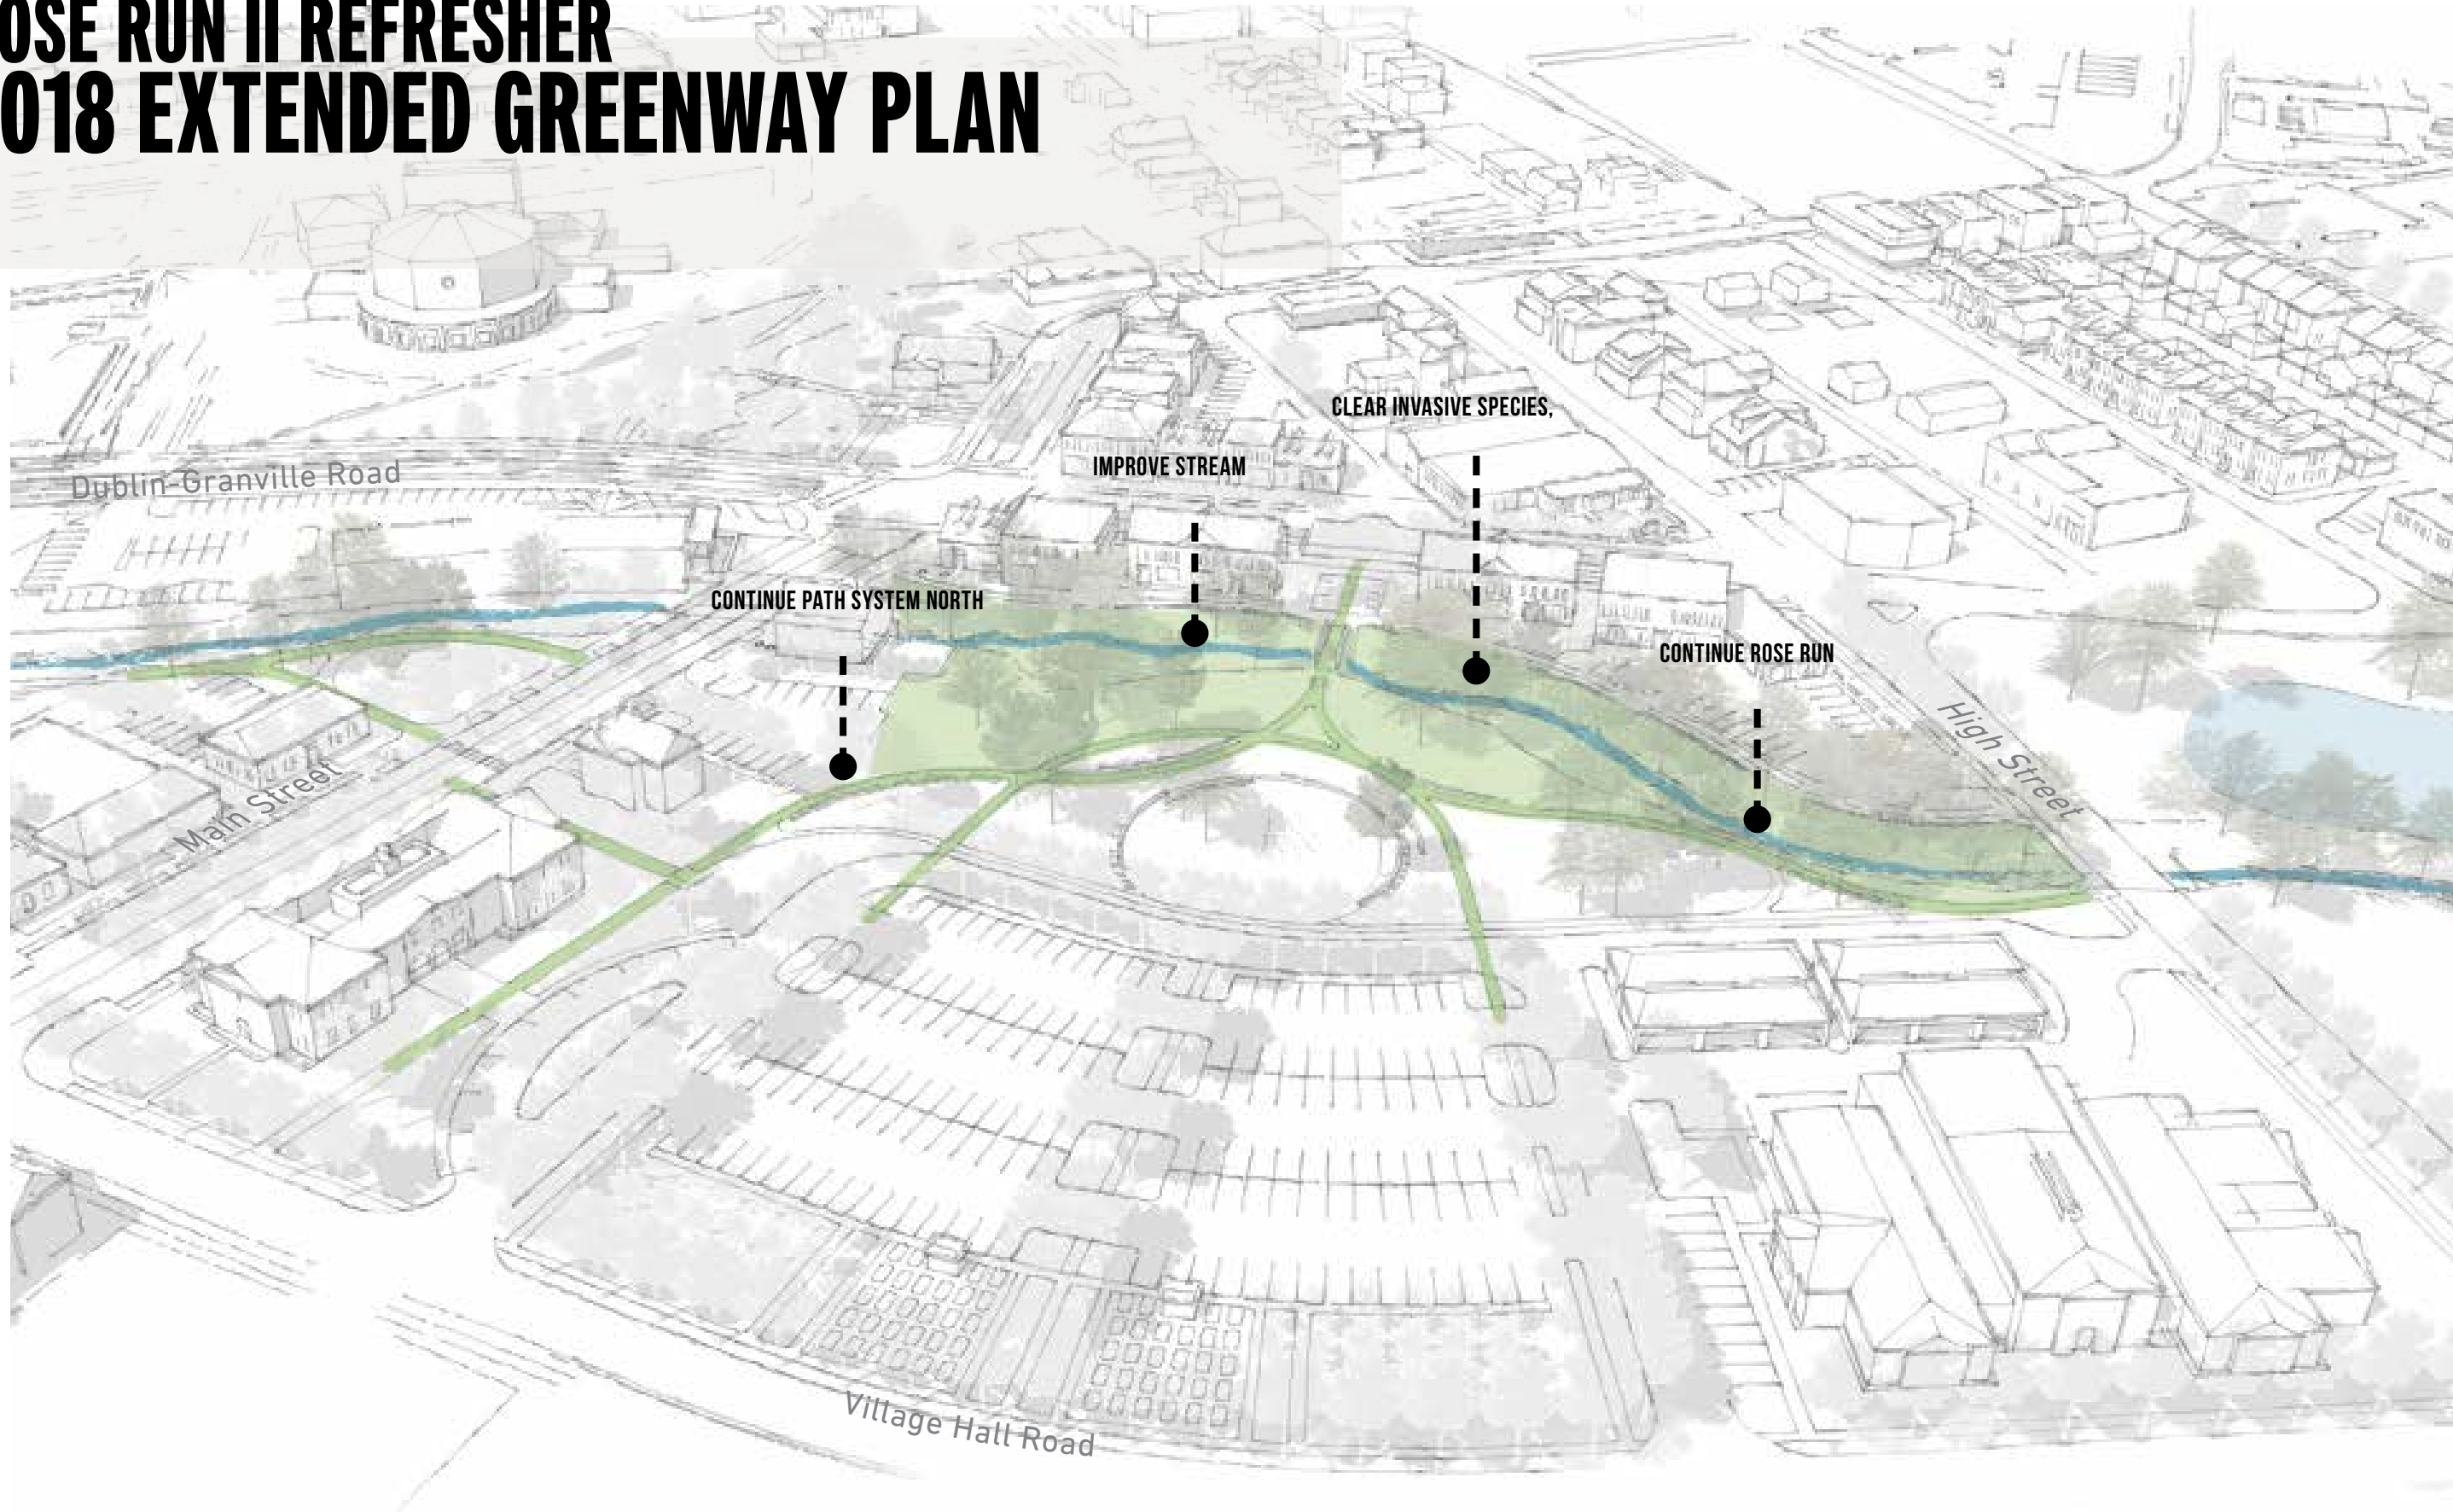 OSE RUN II REFRESHER
018 EXTENDED GREENWAY PLAN
CLEAR INVASIVE SPECIES,
IMPROVE STREAM
Dublin-Granville Road
CONTINUE PATH SYSTEM NORTH
CONTINUE ROSE RUN
High Street
Main Street
Village Hall Road